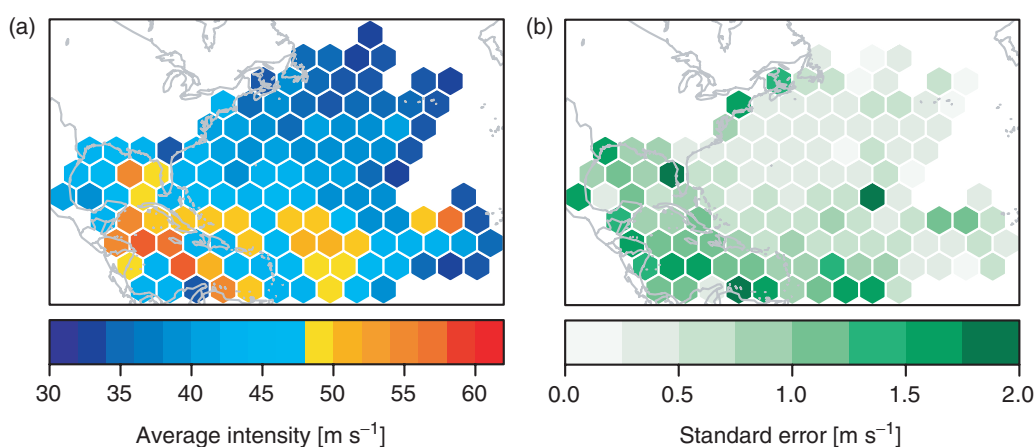 (a)
30 35 40 45 50 55 60
Average intensity [m s⁻¹]
(b)
0.0 0.5 1.0 1.5 2.0
Standard error [m s⁻¹]